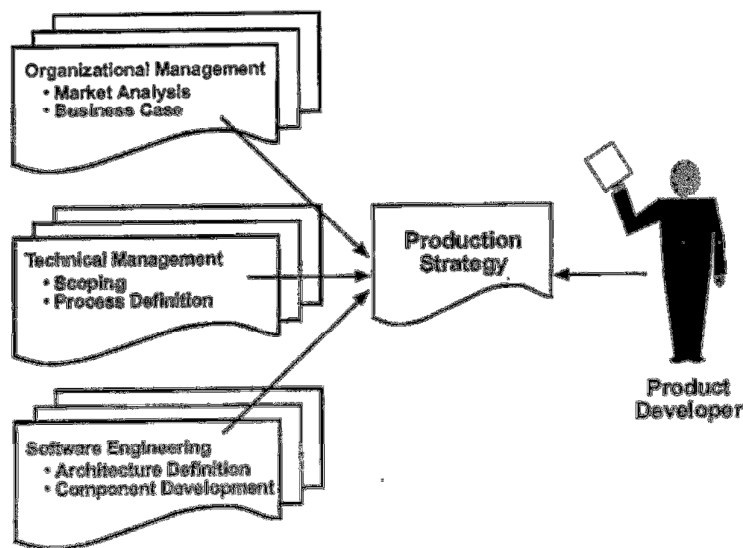 Organizational Management
• Market Analysis
• Business Case
Technical Management
• Scoping
• Process Definition
Software Engineering
• Architecture Definition
• Component Development
Production
Strategy
Product
Developer